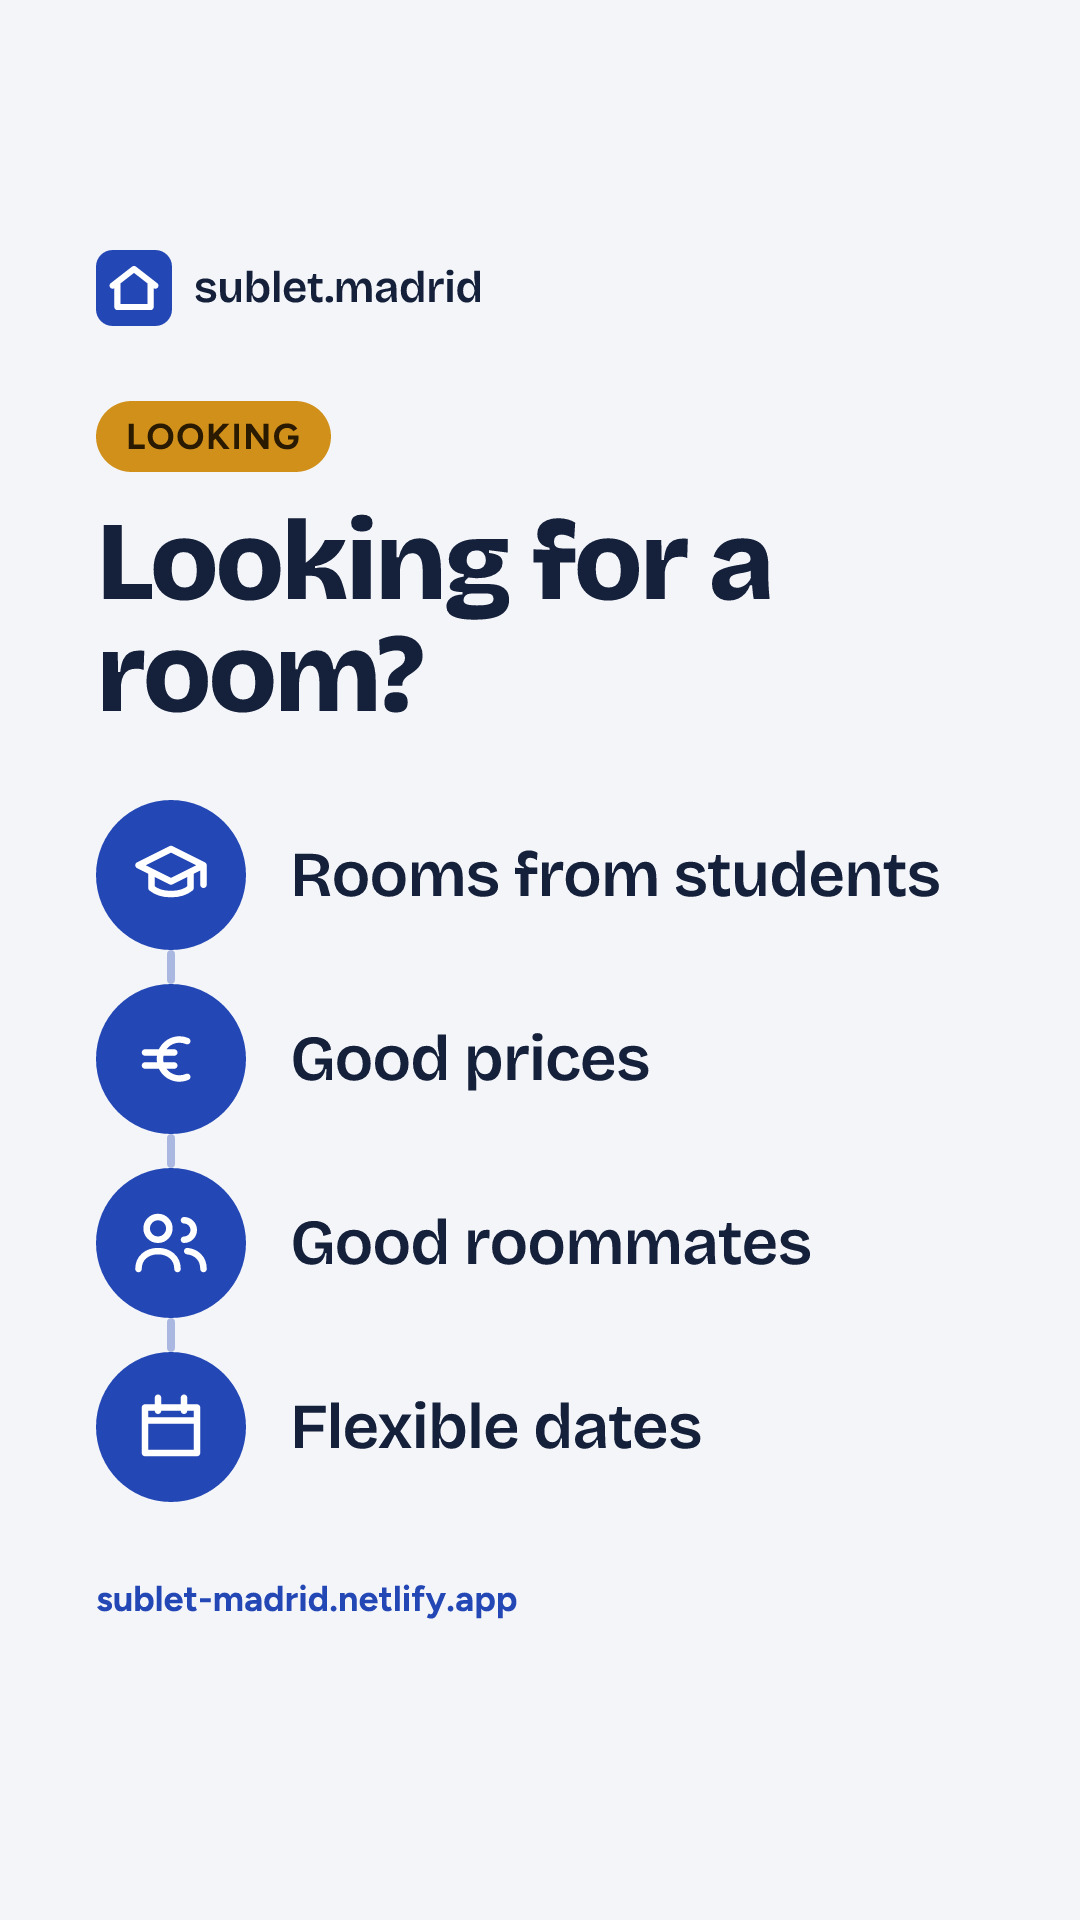 sublet.madrid
LOOKING
Looking for a
room?
Rooms from students
Good prices
Good roommates
Flexible dates
sublet-madrid.netlify.app